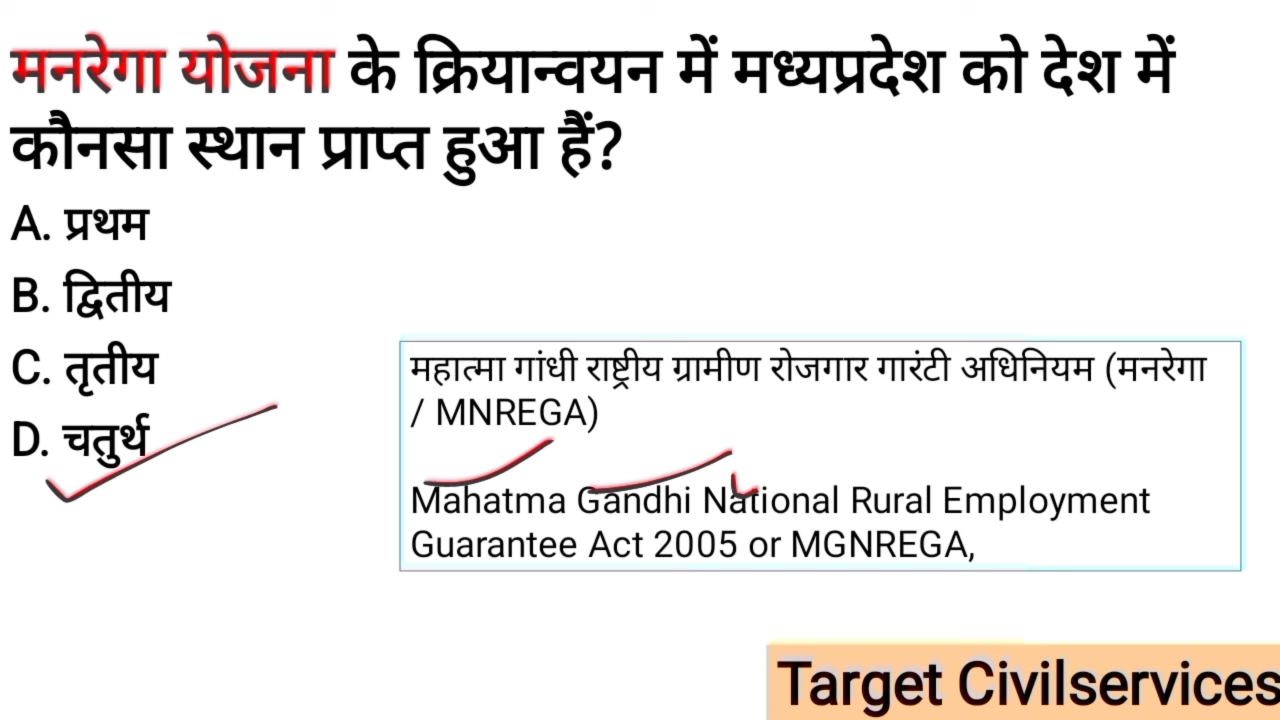 मनरेगा योजना के क्रियान्वयन में मध्यप्रदेश को देश में
कौनसा स्थान प्राप्त हुआ हैं?
A. प्रथम
B. द्वितीय
C. तृतीय
D. चतुर्थ
महात्मा गांधी राष्ट्रीय ग्रामीण रोजगार गारंटी अधिनियम (मनरेगा
/ MNREGA)
Mahatma Gandhi National Rural Employment
Guarantee Act 2005 or MGNREGA,
Target Civilservices